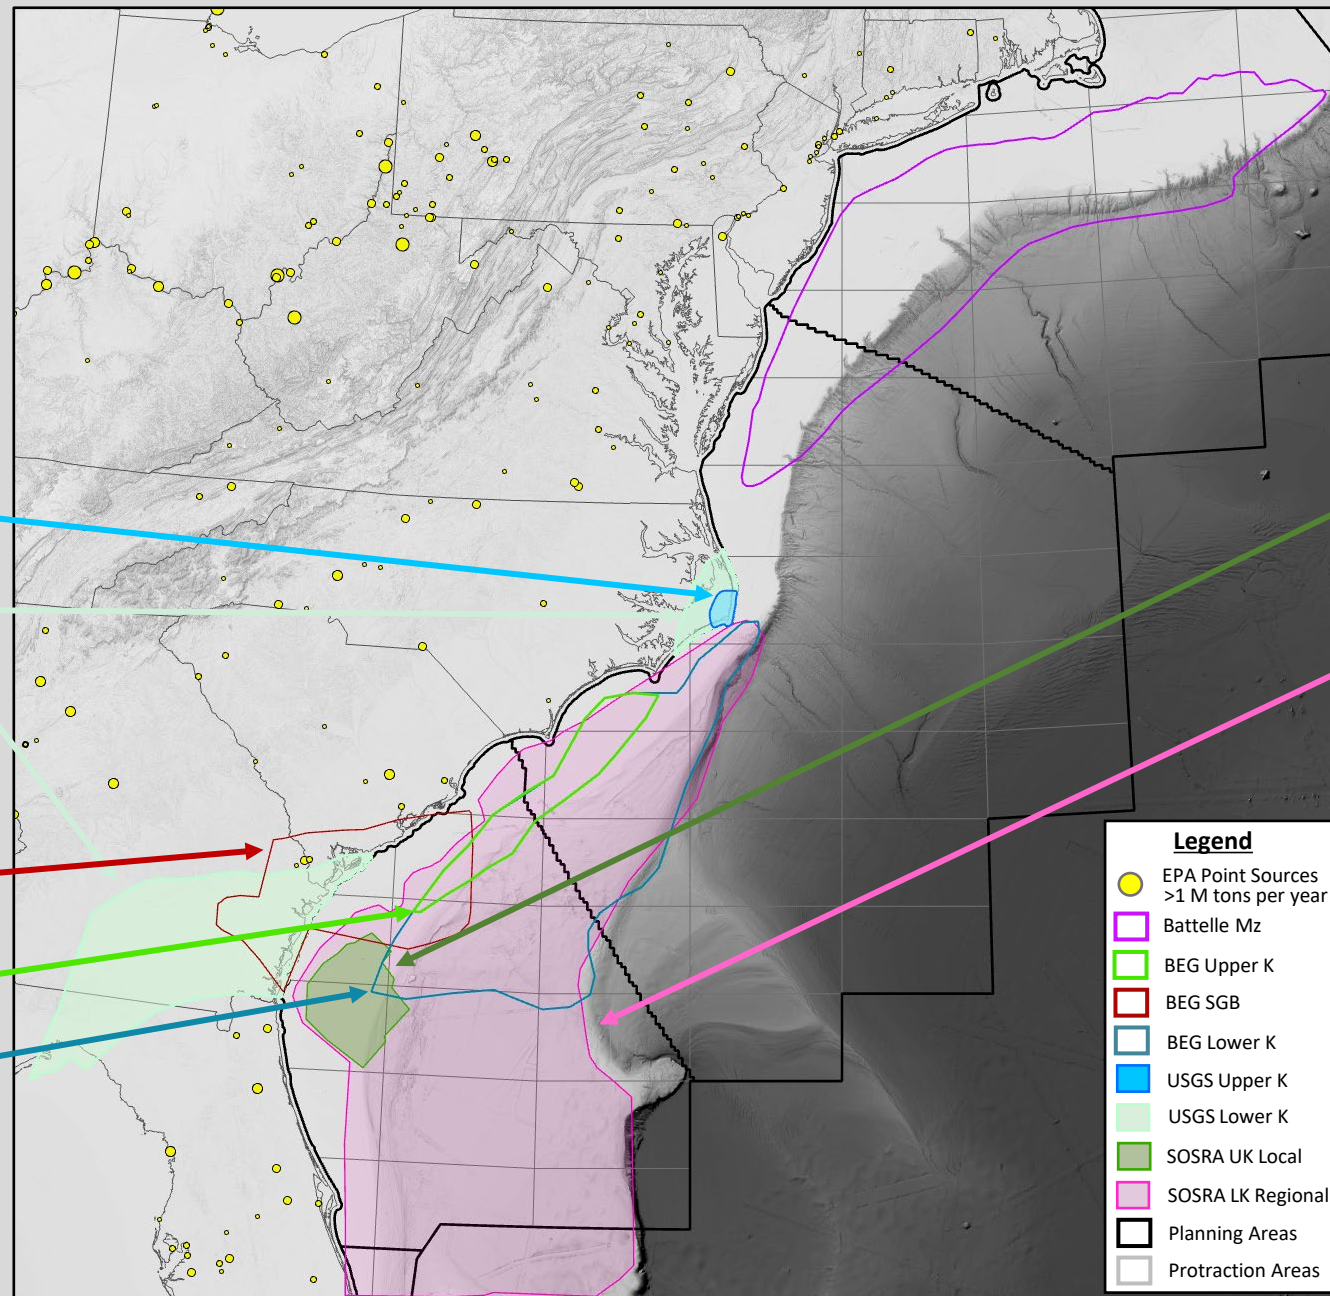 Legend
EPA Point Sources
>1 M tons per year
Battelle Mz
BEG Upper K
BEG SGB
BEG Lower K
USGS Upper K
USGS Lower K
SOSRA UK Local
SOSRA LK Regional
Planning Areas
Protraction Areas